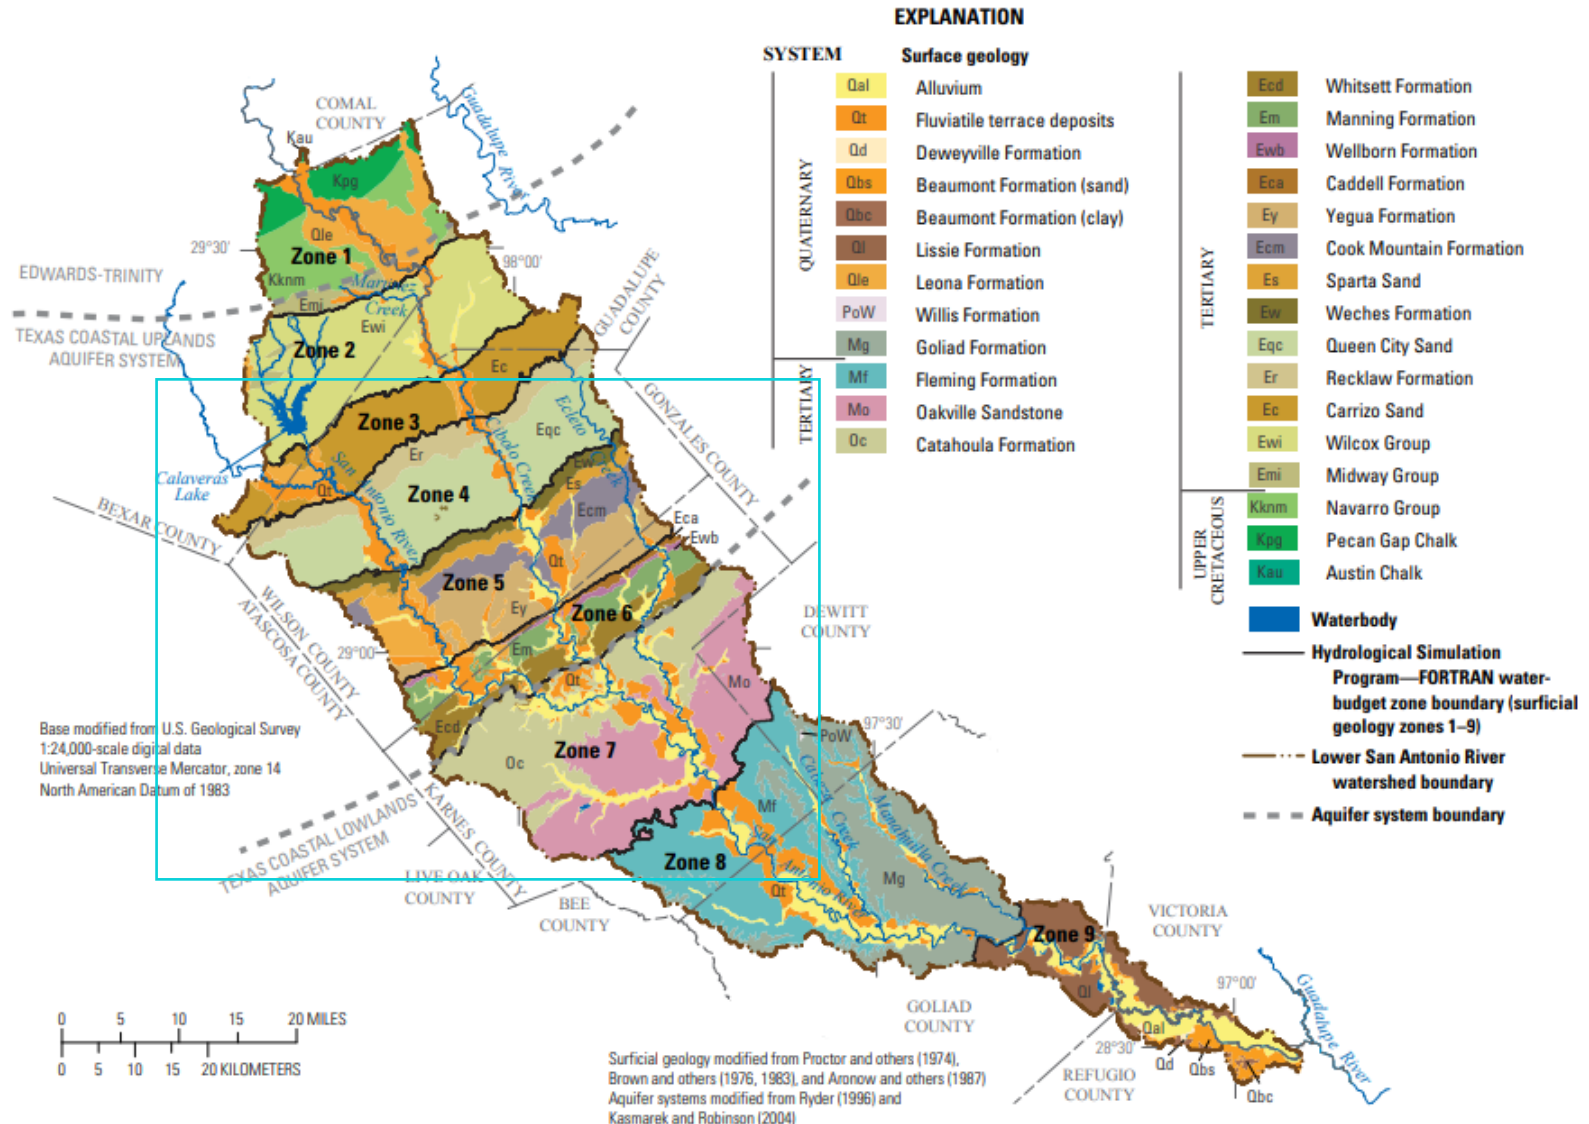 EXPLANATION
SYSTEM
Surface geology
QUATERNARY
Qal Alluvium
Qt Fluviatile terrace deposits
Qd Deweyville Formation
Qbs Beaumont Formation (sand)
Qbc Beaumont Formation (clay)
Ql Lissie Formation
Qle Leona Formation
PoW Willis Formation
Mg Goliad Formation
TERTIARY
Mf Fleming Formation
Mo Oakville Sandstone
Oc Catahoula Formation
TERTIARY
Ecd Whitsett Formation
Em Manning Formation
Ewb Wellborn Formation
Eca Caddell Formation
Ey Yegua Formation
Ecm Cook Mountain Formation
Es Sparta Sand
Ew Weches Formation
Eqc Queen City Sand
Er Recklaw Formation
Ec Carrizo Sand
Ewi Wilcox Group
Emi Midway Group
UPPER
CRETACEOUS
Kknm Navarro Group
Kpg Pecan Gap Chalk
Kau Austin Chalk
Waterbody
Hydrological Simulation
Program—FORTRAN water-
budget zone boundary (surficial
geology zones 1–9)
Lower San Antonio River
watershed boundary
Aquifer system boundary
COMAL
COUNTY
Guadalupe River
Kau
Kpg
Qle
29°30'
Zone 1
98°00'
EDWARDS-TRINITY
Kknm
Martinez
Creek
Emi
GUADALUPE
COUNTY
TEXAS COASTAL UPLANDS
AQUIFER SYSTEM
Ewi
Zone 2
Ec
GONZALES COUNTY
Zone 3
Ecleto
Creek
Cibolo Creek
Eqc
Er
San
Antonio River
Ew
Calaveras
Lake
Qt
Zone 4
Es
Ecm
BEXAR COUNTY
Eca
Ewb
Qt
Zone 5
WILSON COUNTY
ATASCOSA COUNTY
Ey
Zone 6
DEWITT
COUNTY
29°00'
Em
Qt
Mo
Ecd
97°30'
PoW
Base modified from U.S. Geological Survey
1:24,000-scale digital data
Universal Transverse Mercator, zone 14
North American Datum of 1983
Zone 7
Oc
Cabeza Creek
Manahuilla Creek
Mf
KARNES COUNTY
TEXAS COASTAL LOWLANDS
AQUIFER SYSTEM
San
Antonio River
Zone 8
Mg
LIVE OAK
COUNTY
Qt
BEE
COUNTY
VICTORIA
COUNTY
Zone 9
97°00'
Ql
GOLIAD
COUNTY
Guadalupe River
Qal
28°30'
Qd
Qbs
Qbc
REFUGIO
COUNTY
0 5 10 15 20 MILES
0 5 10 15 20 KILOMETERS
Surficial geology modified from Proctor and others (1974),
Brown and others (1976, 1983), and Aronow and others (1987)
Aquifer systems modified from Ryder (1996) and
Kasmarek and Robinson (2004)